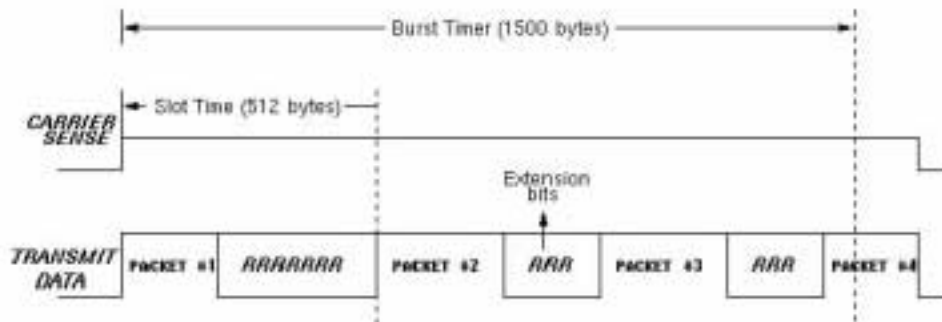 Burst Timer (1500 bytes)
Slot Time (512 bytes)
CARRIER
SENSE
Extension
bits
TRANSMIT
DATA
PACKET #1
RRRRRRR
PACKET #2
RRR
PACKET #3
RRR
PACKET #4